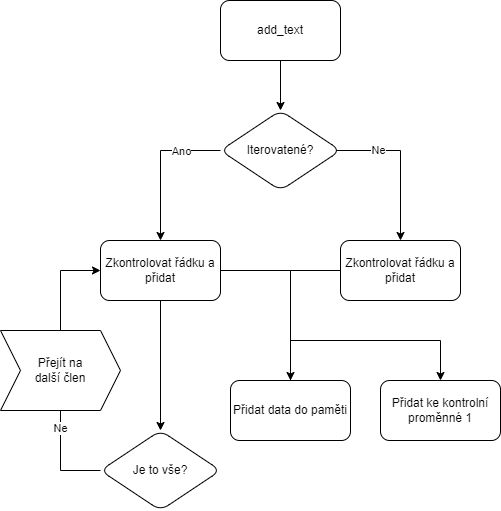 add_text
Iterovatené?
Ano
Ne
Zkontrolovat řádku a
přidat
Zkontrolovat řádku a
přidat
Přejít na
další člen
Přidat data do paměti
Přidat ke kontrolní
proměnné 1
Ne
Je to vše?